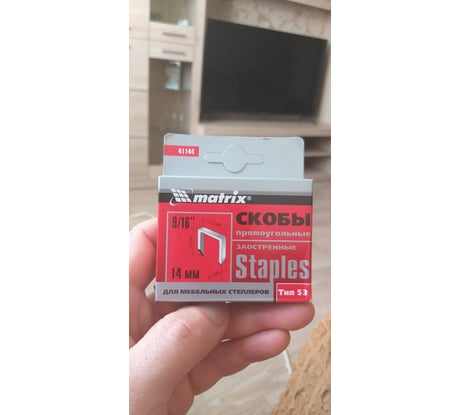 41144
matrix®
СКОБЫ
прямоугольные
ЗАОСТРЕННЫЕ
Staples
9/16"
14 мм
ДЛЯ МЕБЕЛЬНЫХ СТЕПЛЕРОВ
Тип 53